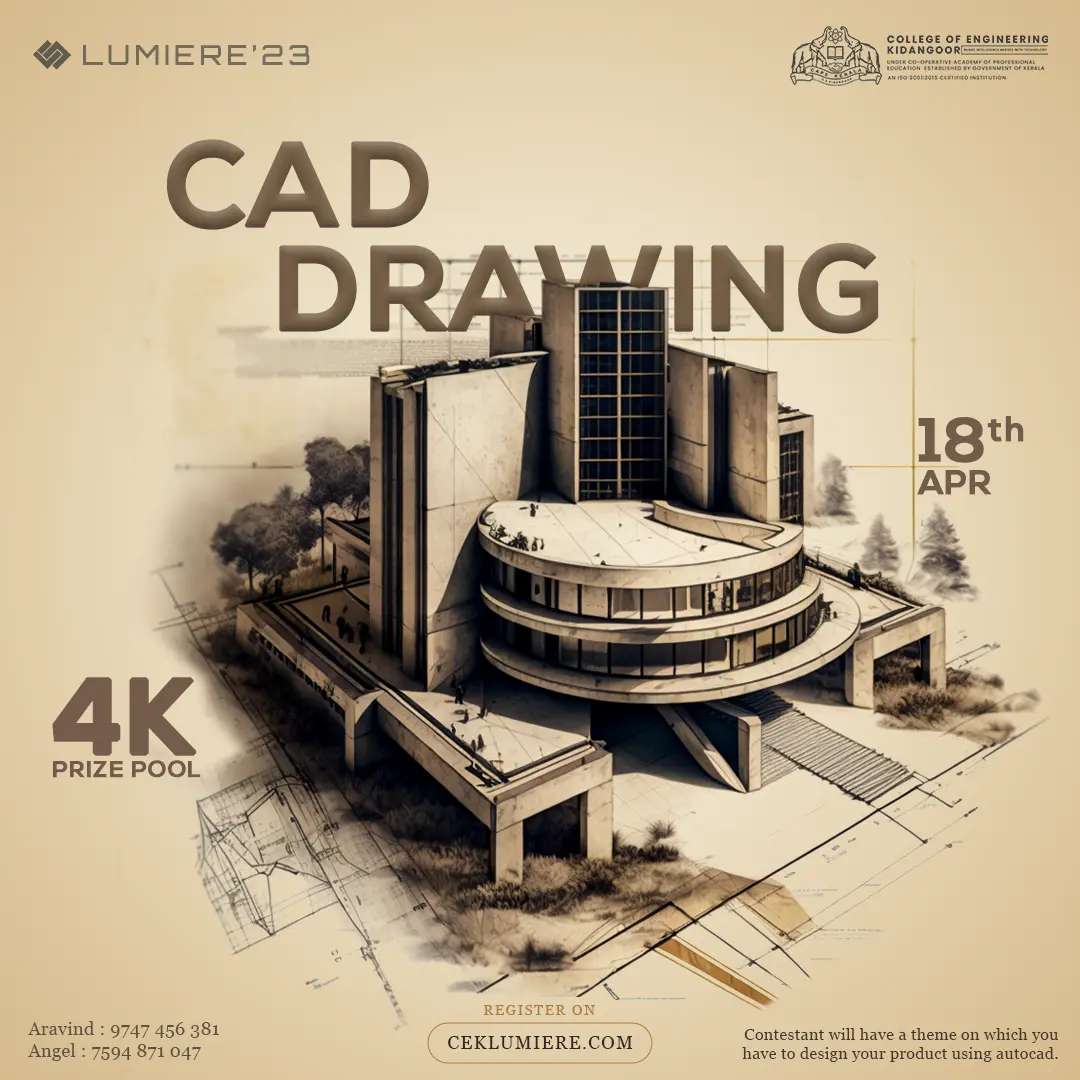 LUMIERE'23
COLLEGE OF ENGINEERING
KIDANGOOR
UNDER CO-OPERATIVE ACADEMY OF PROFESSIONAL
EDUCATION ESTABLISHED BY GOVERNMENT OF KERALA
AN ISO 9001:2015 CERTIFIED INSTITUTION
CAPE KERALA
CAD
DRAWING
18th
APR
4K
PRIZE POOL
REGISTER ON
CEKLUMIERE.COM
Aravind : 9747 456 381
Angel : 7594 871 047
Contestant will have a theme on which you
have to design your product using autocad.